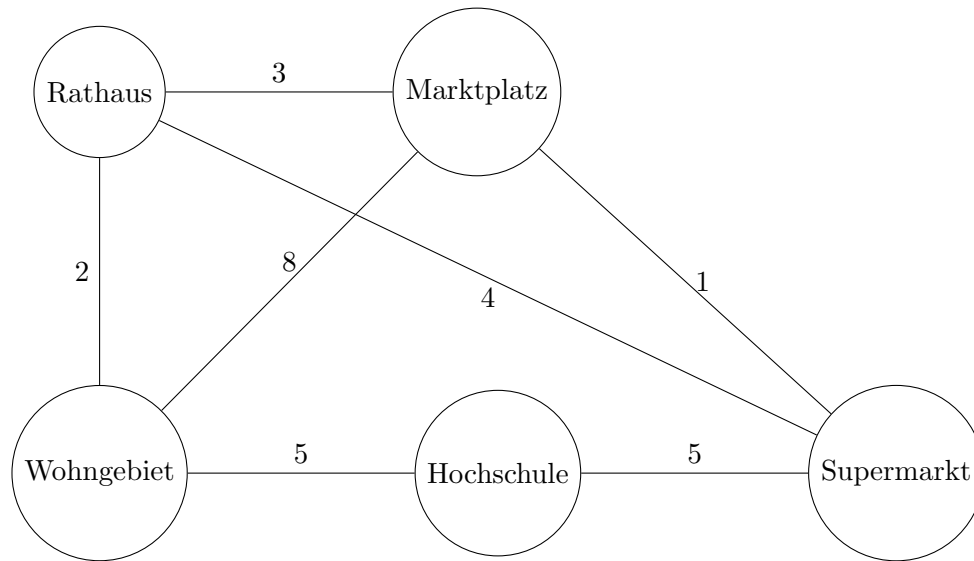 3
Rathaus
Marktplatz
2
8
4
1
Wohngebiet
5
Hochschule
5
Supermarkt